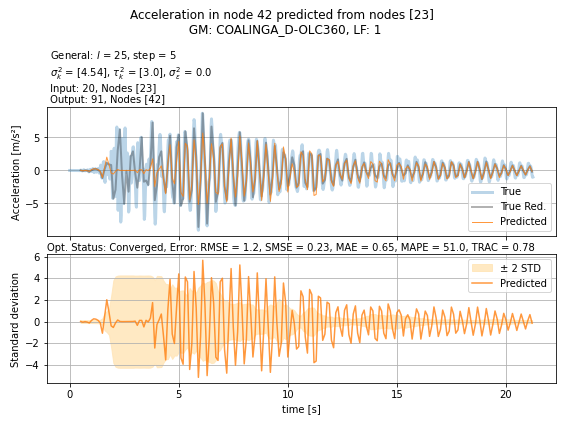 Acceleration in node 42 predicted from nodes [23]
GM: COALINGA_D-OLC360, LF: 1
General: l = 25, step = 5
σ²ₖ = [4.54], τ²ₖ = [3.0], σ²ε = 0.0
Input: 20, Nodes [23]
Output: 91, Nodes [42]
Acceleration [m/s²]
5
0
−5
True
True Red.
Predicted
Opt. Status: Converged, Error: RMSE = 1.2, SMSE = 0.23, MAE = 0.65, MAPE = 51.0, TRAC = 0.78
Standard deviation
6
4
2
0
−2
−4
± 2 STD
Predicted
0
5
10
15
20
time [s]